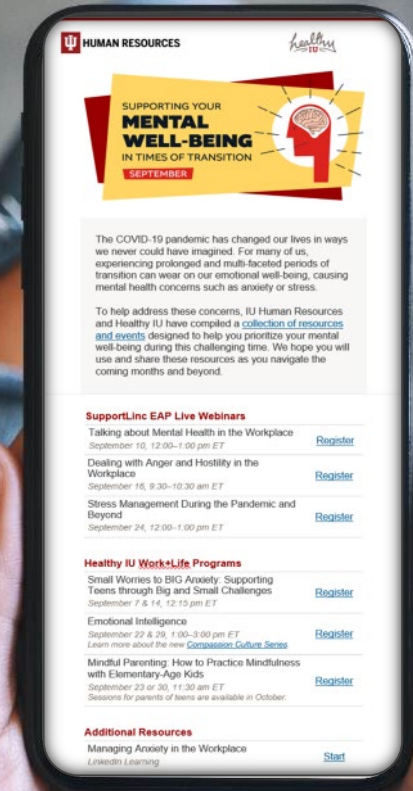 HUMAN RESOURCES
healthy
IU
SUPPORTING YOUR
MENTAL
WELL-BEING
IN TIMES OF TRANSITION
SEPTEMBER
The COVID-19 pandemic has changed our lives in ways
we never could have imagined. For many of us,
experiencing prolonged and multi-faceted periods of
transition can wear on our emotional well-being, causing
mental health concerns such as anxiety or stress.
To help address these concerns, IU Human Resources
and Healthy IU have compiled a collection of resources
and events designed to help you prioritize your mental
well-being during this challenging time. We hope you will
use and share these resources as you navigate the
coming months and beyond.
SupportLinc EAP Live Webinars
Talking about Mental Health in the Workplace
September 10, 12:00–1:00 pm ET
Register
Dealing with Anger and Hostility in the
Workplace
September 16, 9:30–10:30 am ET
Register
Stress Management During the Pandemic and
Beyond
September 24, 12:00–1:00 pm ET
Register
Healthy IU Work+Life Programs
Small Worries to BIG Anxiety: Supporting
Teens through Big and Small Challenges
September 7 & 14, 12:15 pm ET
Register
Emotional Intelligence
September 22 & 29, 1:00–3:00 pm ET
Learn more about the new Compassion Culture Series.
Register
Mindful Parenting: How to Practice Mindfulness
with Elementary-Age Kids
September 23 or 30, 11:30 am ET
Sessions for parents of teens are available in October.
Register
Additional Resources
Managing Anxiety in the Workplace
LinkedIn Learning
Start